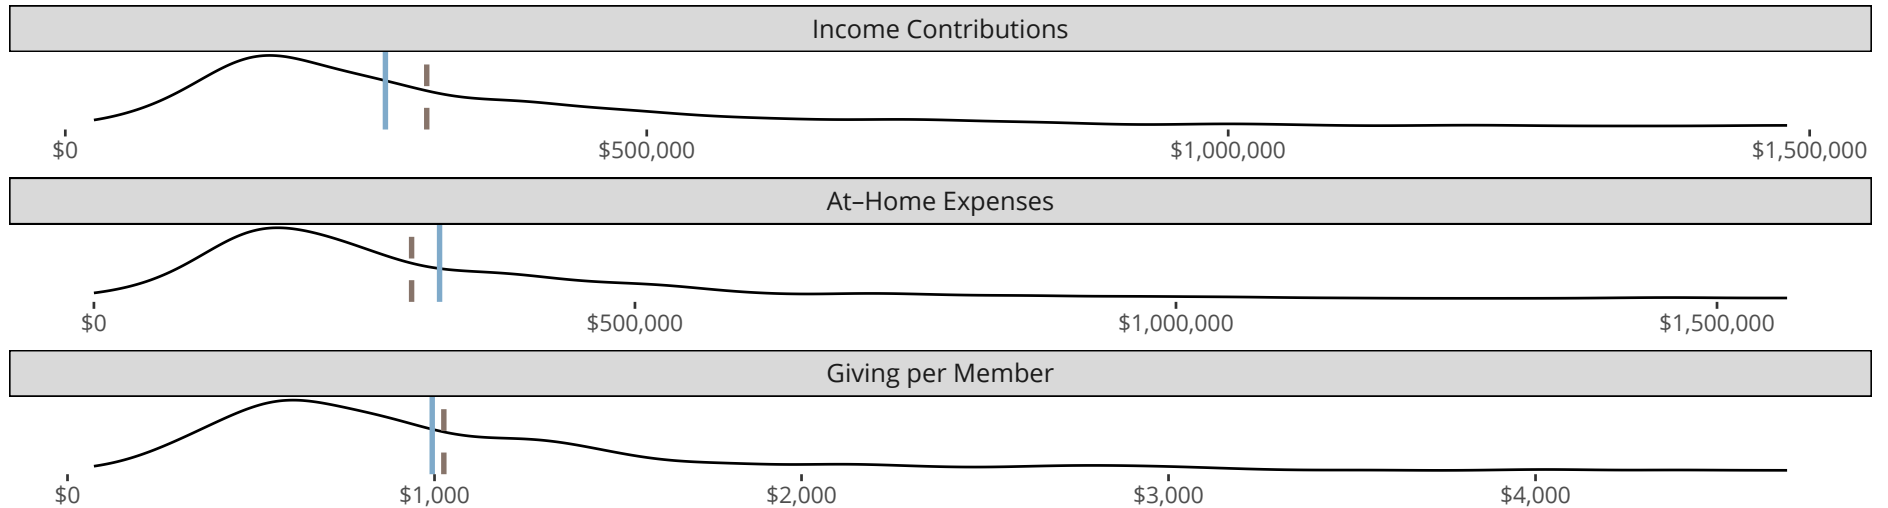 Income Contributions
$0 $500,000 $1,000,000 $1,500,000
At–Home Expenses
$0 $500,000 $1,000,000 $1,500,000
Giving per Member
$0 $1,000 $2,000 $3,000 $4,000